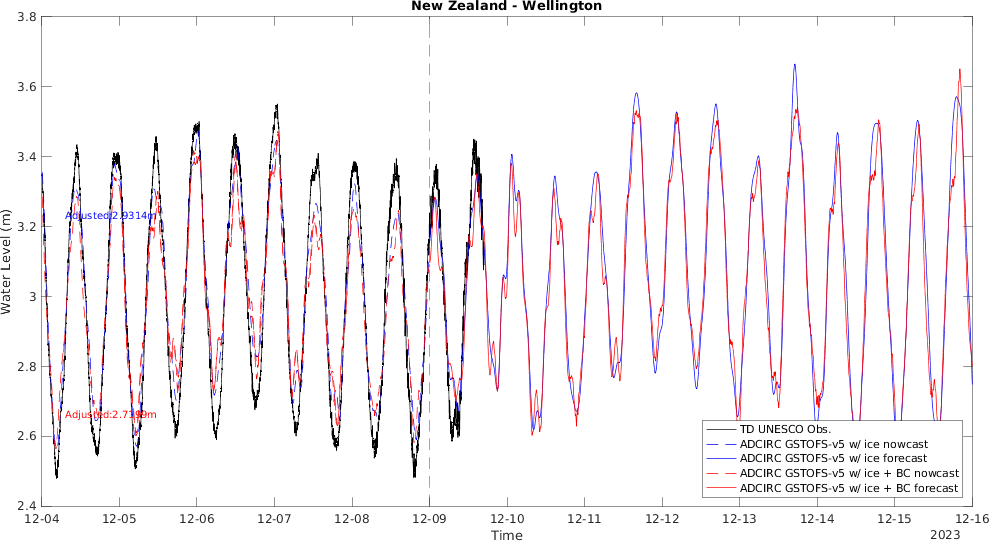 New Zealand - Wellington
3.8
3.6
3.4
3.2
3
2.8
2.6
2.4
Water Level (m)
Adjusted:2.9314m
Adjusted:2.7199m
TD UNESCO Obs.
ADCIRC GSTOFS-v5 w/ ice nowcast
ADCIRC GSTOFS-v5 w/ ice forecast
ADCIRC GSTOFS-v5 w/ ice + BC nowcast
ADCIRC GSTOFS-v5 w/ ice + BC forecast
12-04 12-05 12-06 12-07 12-08 12-09 12-10 12-11 12-12 12-13 12-14 12-15 12-16
Time
2023